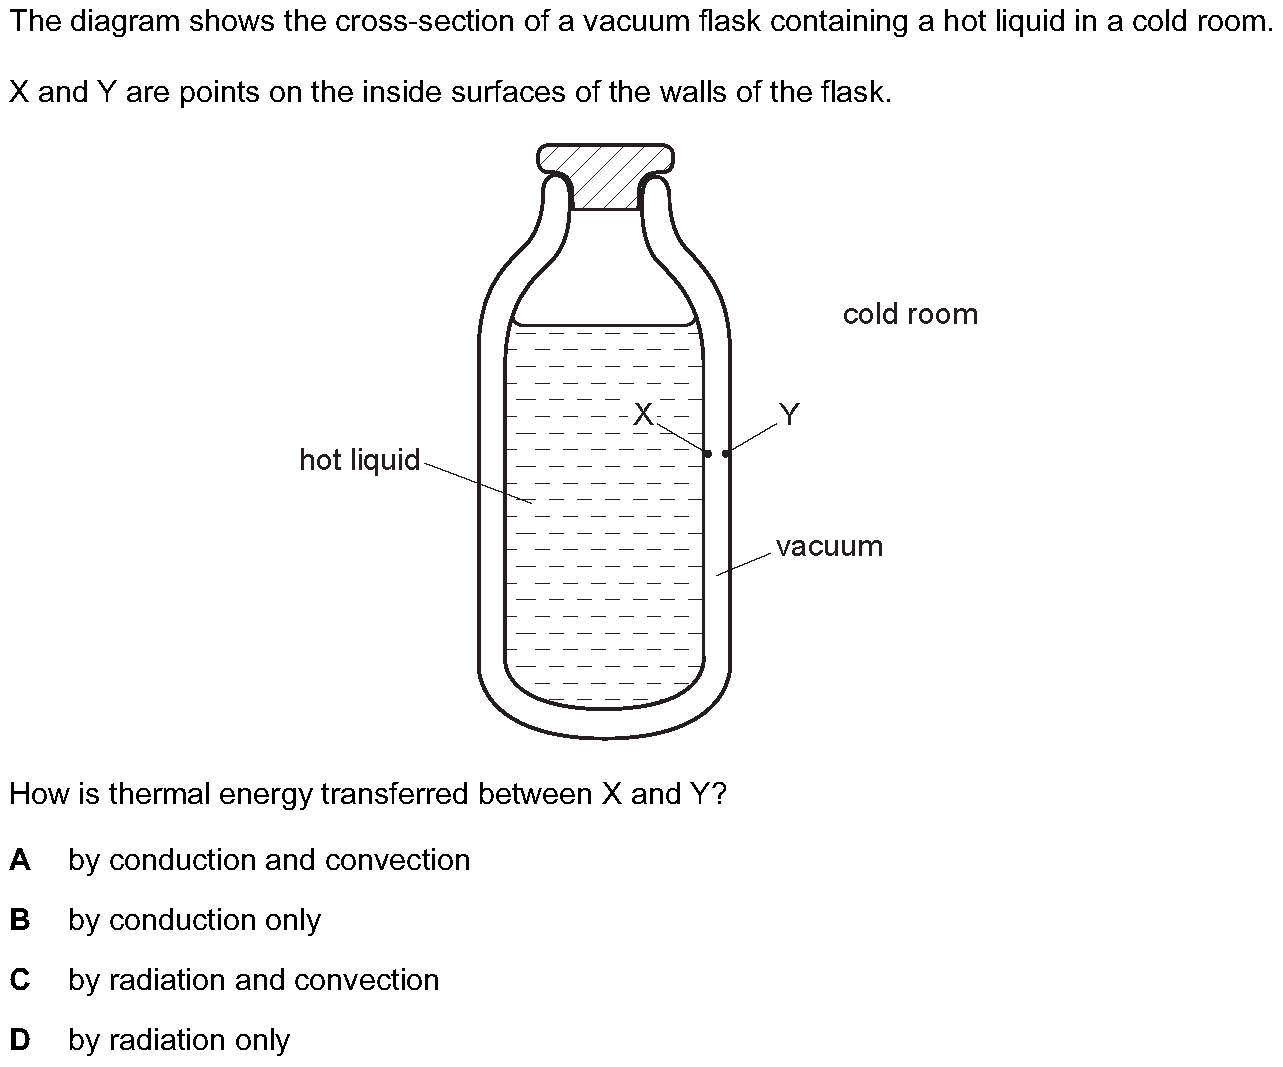 The diagram shows the cross-section of a vacuum flask containing a hot liquid in a cold room.
X and Y are points on the inside surfaces of the walls of the flask.
cold room
X
Y
hot liquid
vacuum
How is thermal energy transferred between X and Y?
A by conduction and convection
B by conduction only
C by radiation and convection
D by radiation only